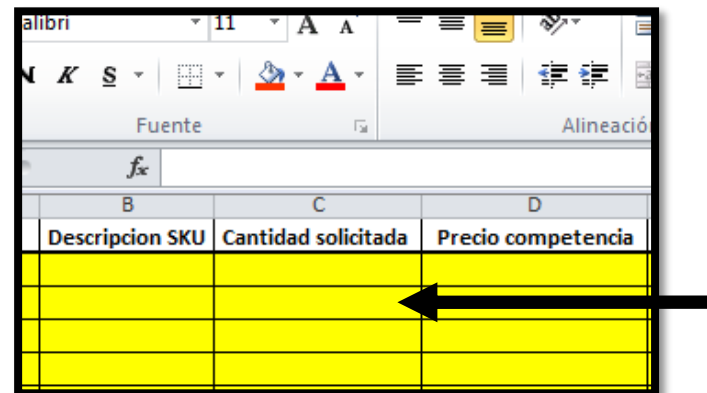 alibri 11 A A
N K S A
Fuente Alineació
fx
B C D
Descripcion SKU Cantidad solicitada Precio competencia